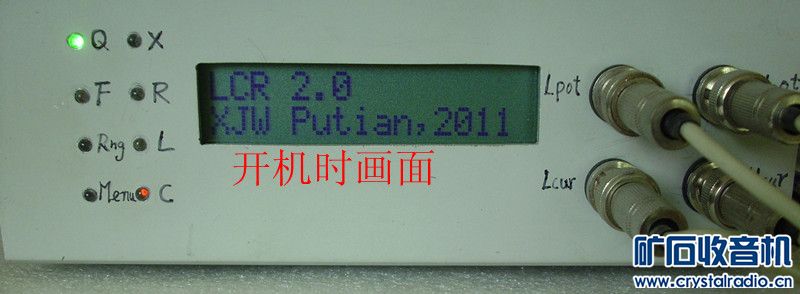 Q X
F R
Rng L
Menu C
LCR 2.0
XJW Putian,2011
开机时画面
Lpot
Lcur
矿石收音机
www.crystalradio.cn